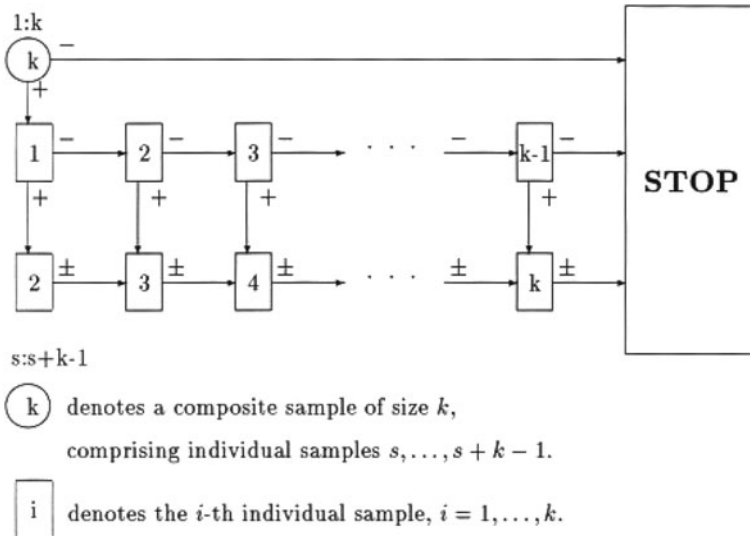 1:k
k − 
+
1 − 2 − 3 − · · · − k-1 −
+ + + +
2 ± 3 ± 4 ± · · · ± k ±
STOP
s:s+k-1
k denotes a composite sample of size k,
comprising individual samples s, . . . , s + k − 1.
i denotes the i-th individual sample, i = 1, . . . , k.